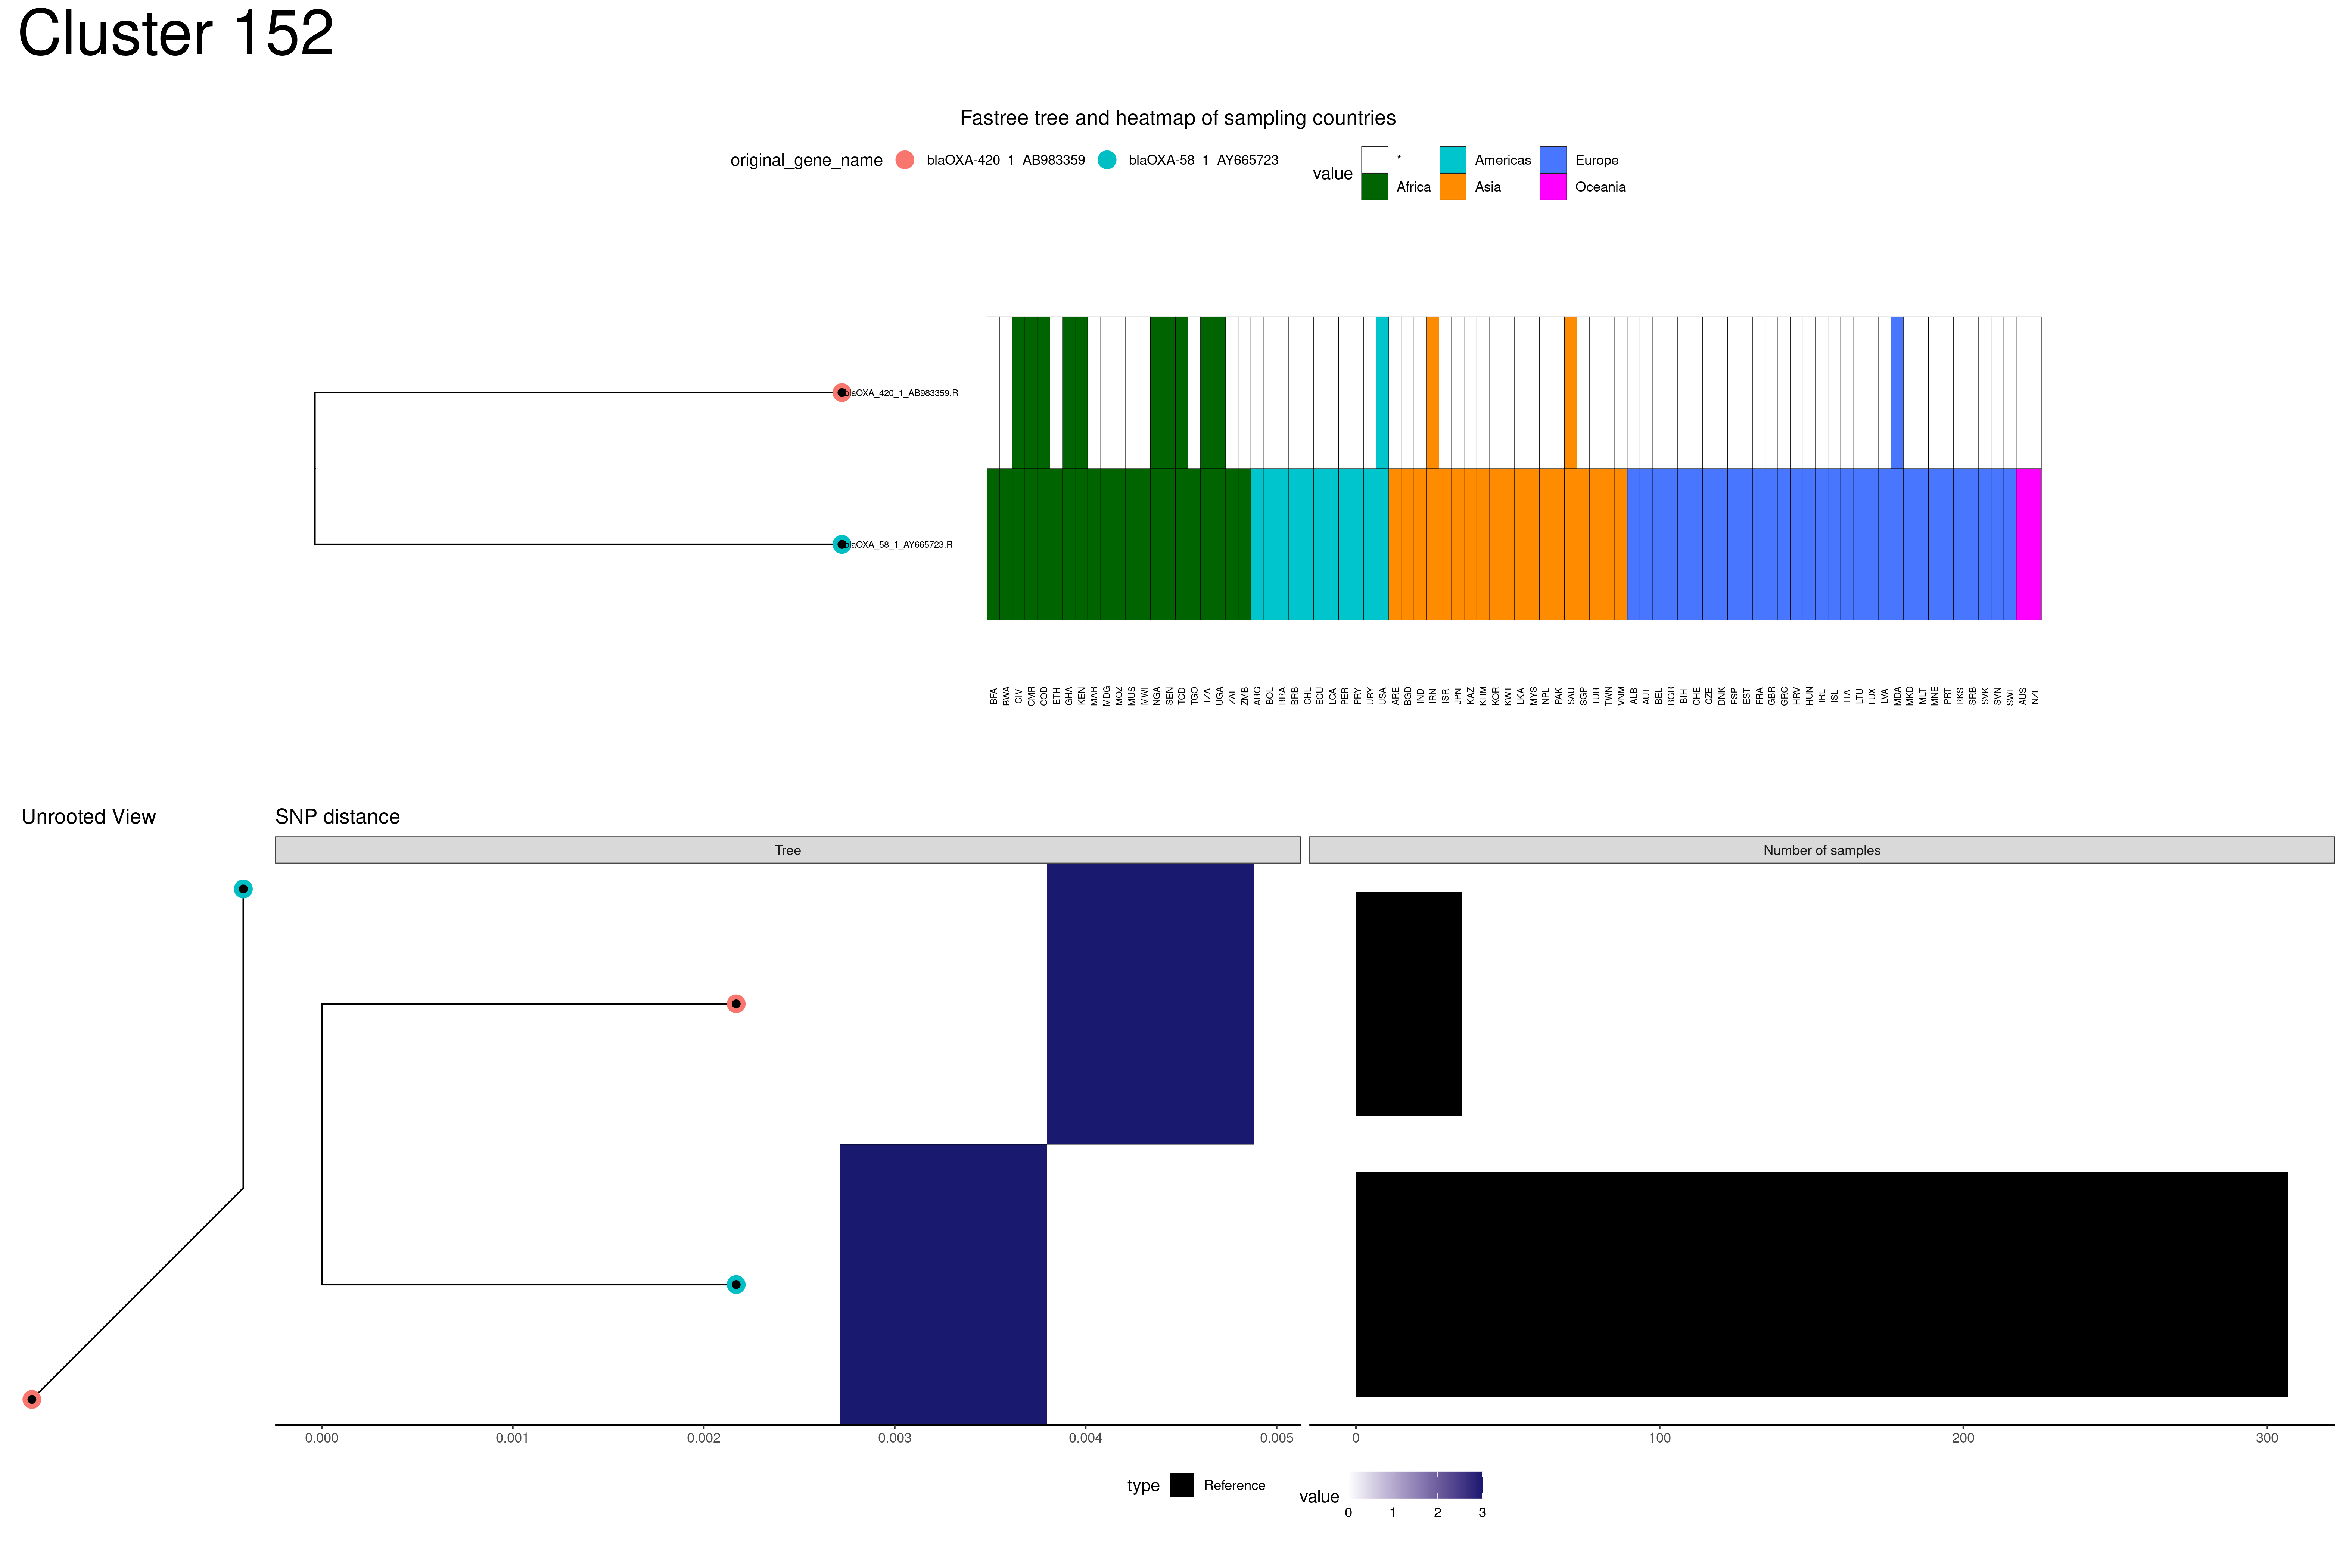 Cluster 152
Fastree tree and heatmap of sampling countries
original_gene_name blaOXA-420_1_AB983359 blaOXA-58_1_AY665723 value * Americas Europe
Africa Asia Oceania
blaOXA_420_1_AB983359.R
blaOXA_58_1_AY665723.R
BFA BWA CIV CMR COD ETH GHA KEN MAR MDG MOZ MUS MWI NGA SEN TCD TGO TZA UGA ZAF ZMB ARG BOL BRA BRB CHL ECU LCA PER PRY URY USA ARE BGD IND IRN ISR JPN KAZ KHM KOR KWT LKA MYS NPL PAK SAU SGP TUR TWN VNM ALB AUT BEL BGR BIH CHE CZE DNK ESP EST FRA GBR GRC HRV HUN IRL ISL ITA LTU LUX LVA MDA MKD MLT MNE PRT RKS SRB SVK SVN SWE AUS NZL
Unrooted View SNP distance
Tree Number of samples
0.000 0.001 0.002 0.003 0.004 0.005 0 100 200 300
type Reference value
0 1 2 3